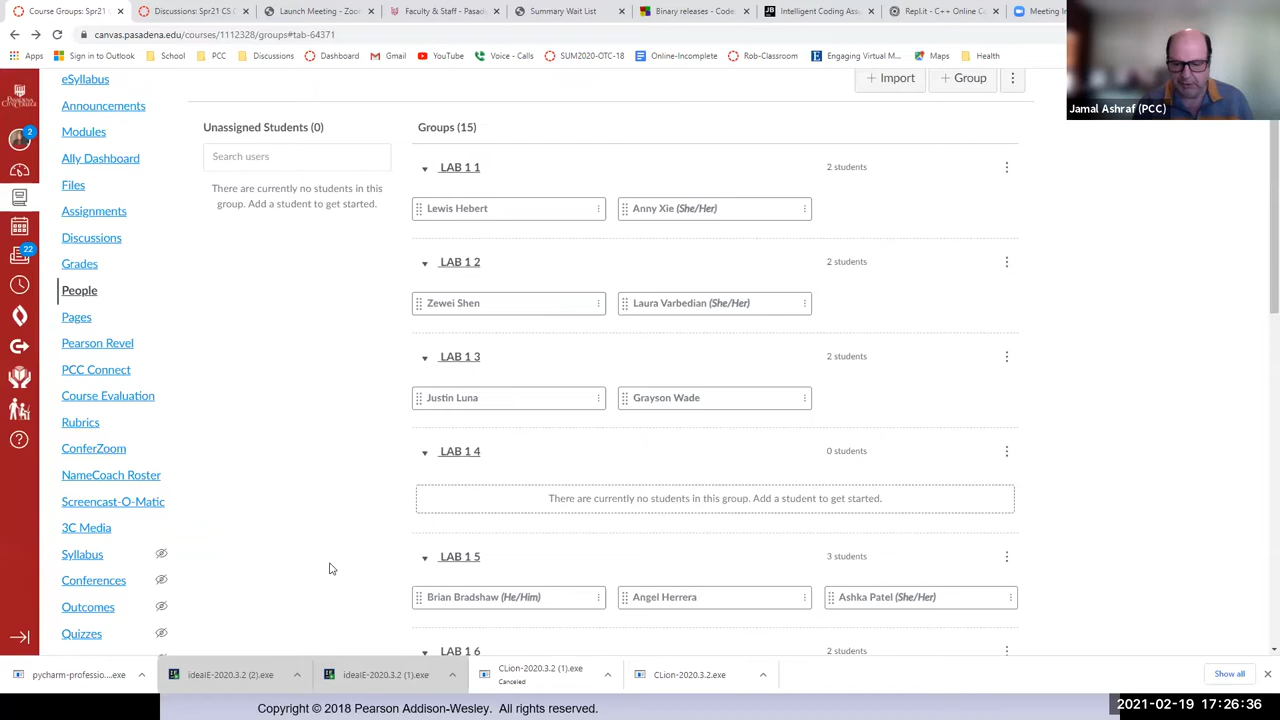 Course Groups: Spr21 CS C
Discussions: Spr21 CS C
Launch Meeting - Zoom
Faculty & Staff - Pasad
Summary Wait List
Binary releases - Code
Intelligent Coding Assi
Repl.it - C++ Online Co
Meeting In
canvas.pasadena.edu/courses/1112328/groups#tab-64371
Apps
Sign in to Outlook
School
PCC
Discussions
Dashboard
Gmail
YouTube
Voice - Calls
SUM2020-OTC-18
Online-Incomplete
Rob-Classroom
Engaging Virtual M...
Maps
Health
Jamal Ashraf (PCC)
2
22
eSyllabus
Announcements
Modules
Ally Dashboard
Files
Assignments
Discussions
Grades
People
Pages
Pearson Revel
PCC Connect
Course Evaluation
Rubrics
ConferZoom
NameCoach Roster
Screencast-O-Matic
3C Media
Syllabus
Conferences
Outcomes
Quizzes
+ Import
+ Group
Unassigned Students (0)
Search users
There are currently no students in this
group. Add a student to get started.
Groups (15)
LAB 1 1
2 students
Lewis Hebert
Anny Xie (She/Her)
LAB 1 2
2 students
Zewei Shen
Laura Varbedian (She/Her)
LAB 1 3
2 students
Justin Luna
Grayson Wade
LAB 1 4
0 students
There are currently no students in this group. Add a student to get started.
LAB 1 5
3 students
Brian Bradshaw (He/Him)
Angel Herrera
Ashka Patel (She/Her)
LAB 1 6
2 students
pycharm-professio....exe
ideaIE-2020.3.2 (2).exe
ideaIE-2020.3.2 (1).exe
CLion-2020.3.2 (1).exe
Canceled
CLion-2020.3.2.exe
Show all
Copyright © 2018 Pearson Addison-Wesley. All rights reserved.
2021-02-19 17:26:36